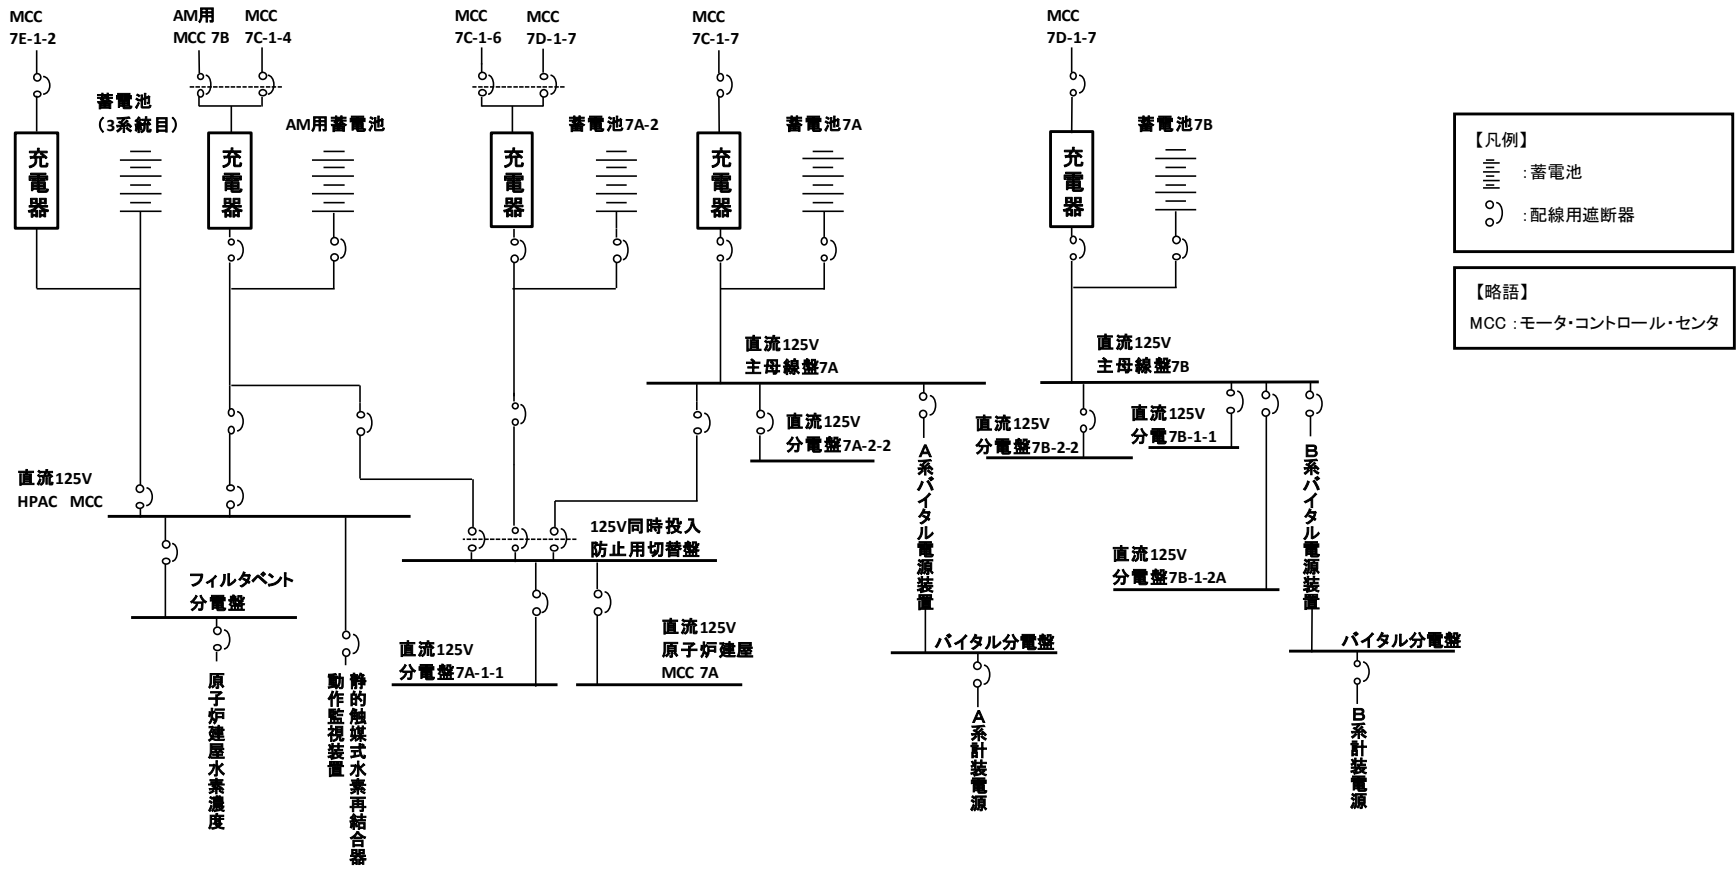 MCC
7E-1-2
AM用
MCC 7B
MCC
7C-1-4
MCC
7C-1-6
MCC
7D-1-7
MCC
7C-1-7
MCC
7D-1-7
蓄電池
（3系統目）
AM用蓄電池
蓄電池7A-2
蓄電池7A
蓄電池7B
充電器
充電器
充電器
充電器
充電器
【凡例】
：蓄電池
：配線用遮断器
【略語】
MCC ：モータ・コントロール・センタ
直流125V
主母線盤7A
直流125V
主母線盤7B
直流125V
分電盤7A-2-2
直流125V
分電盤7B-2-2
直流125V
分電7B-1-1
直流125V
HPAC MCC
A系バイタル電源装置
B系バイタル電源装置
125V同時投入
防止用切替盤
直流125V
分電盤7B-1-2A
フィルタベント
分電盤
直流125V
分電盤7A-1-1
直流125V
原子炉建屋
MCC 7A
バイタル分電盤
バイタル分電盤
原子炉建屋水素濃度
静的触媒式水素再結合器
動作監視装置
A系計装電源
B系計装電源